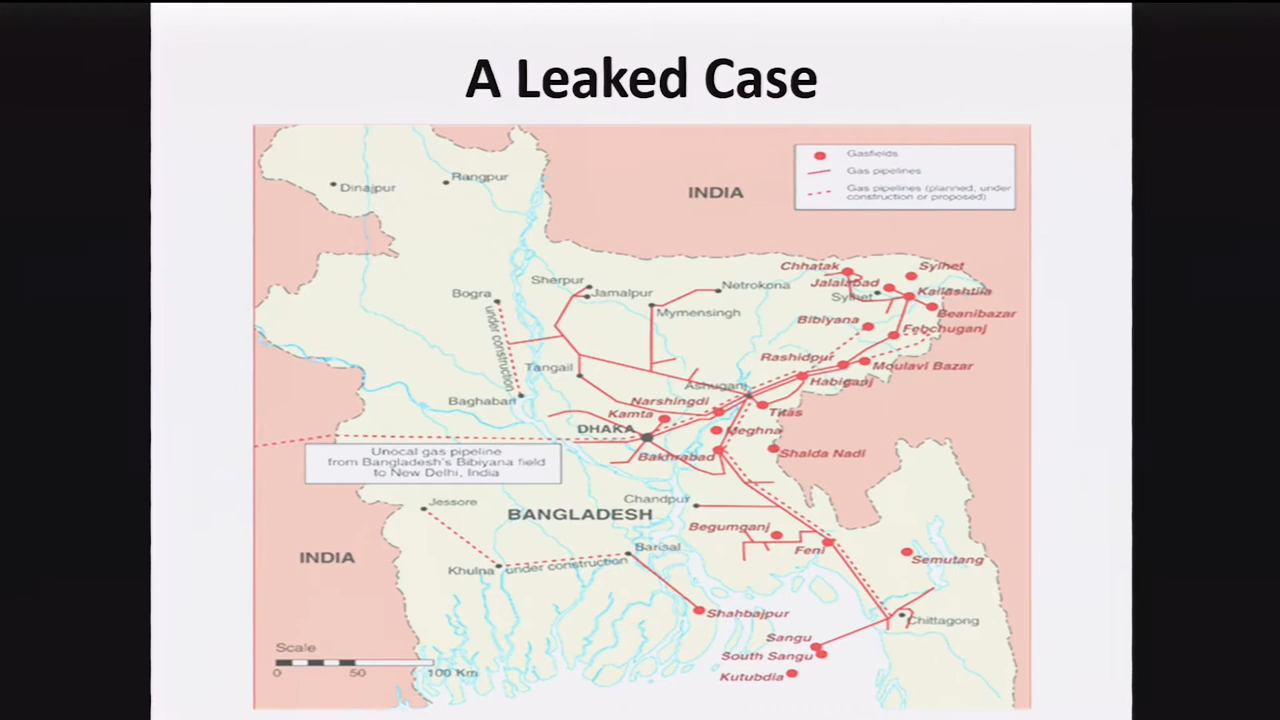 A Leaked Case
Gasfields
Gas pipelines
Gas pipelines (planned, under
construction or proposed)
INDIA
Dinajpur
Rangpur
Chhatak
Sylhet
Jalalabad
Kailashtila
Sylhet
Beanibazar
Sherpur
Jamalpur
Netrokona
Bogra
Mymensingh
Bibiyana
Febchuganj
under construction
Rashidpur
Moulavi Bazar
Tangail
Ashuganj
Habiganj
Baghabari
Narshingdi
Kamta
Titas
DHAKA
Meghna
Bakhrabad
Shalda Nadi
Unocal gas pipeline
from Bangladesh's Bibiyana field
to New Delhi, India
Jessore
Chandpur
BANGLADESH
Begumganj
INDIA
Barisal
Feni
Semutang
Khulna
under construction
Shahbajpur
Chittagong
Sangu
Scale
South Sangu
0 50 100 Km
Kutubdia